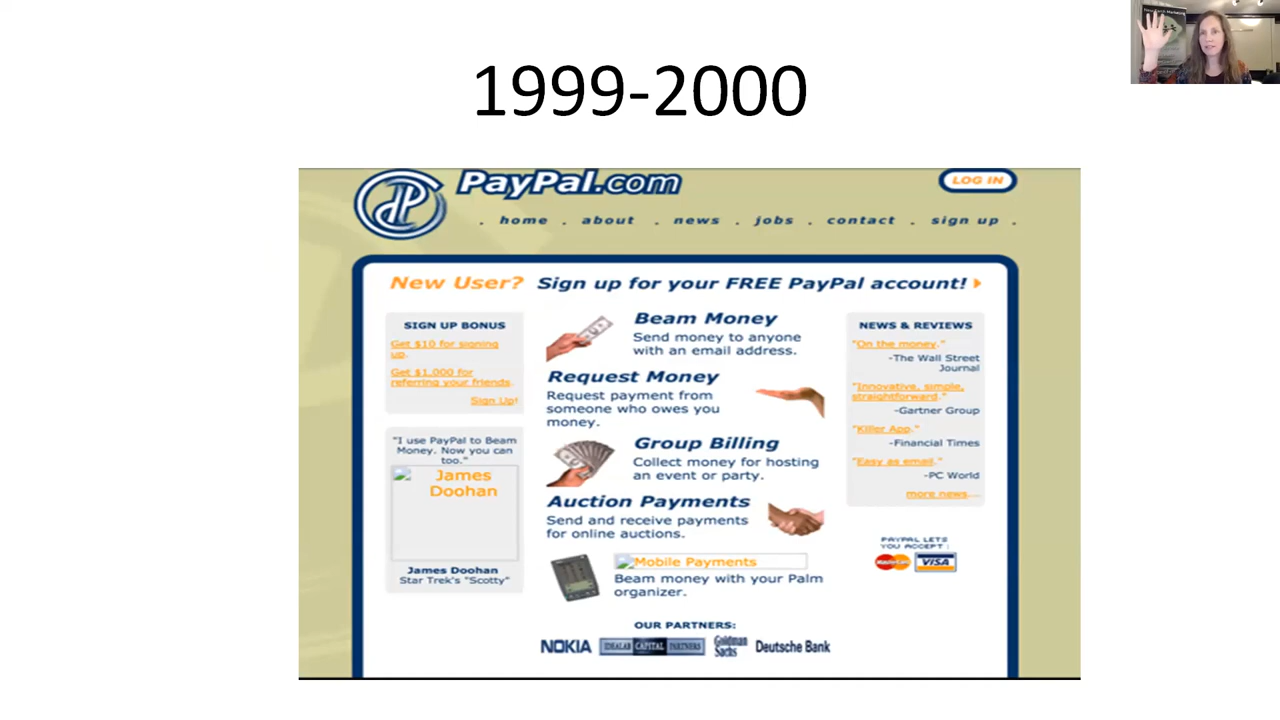 1999-2000
PayPal.com
LOG IN
. home . about . news . jobs . contact . sign up .
New User? Sign up for your FREE PayPal account!
SIGN UP BONUS
Get $10 for signing
up.
Get $1,000 for
referring your friends.
Sign Up!
"I use PayPal to Beam
Money. Now you can
too."
James
Doohan
James Doohan
Star Trek's "Scotty"
Beam Money
Send money to anyone
with an email address.
Request Money
Request payment from
someone who owes you
money.
Group Billing
Collect money for hosting
an event or party.
Auction Payments
Send and receive payments
for online auctions.
Mobile Payments
Beam money with your Palm
organizer.
NEWS & REVIEWS
"On the money."
-The Wall Street
Journal
"Innovative, simple,
straightforward."
-Gartner Group
"Killer App."
-Financial Times
"Easy as email."
-PC World
more news...
PAYPAL LETS
YOU ACCEPT:
MasterCard VISA
OUR PARTNERS:
NOKIA IDEALAB CAPITAL PARTNERS Goldman Sachs Deutsche Bank